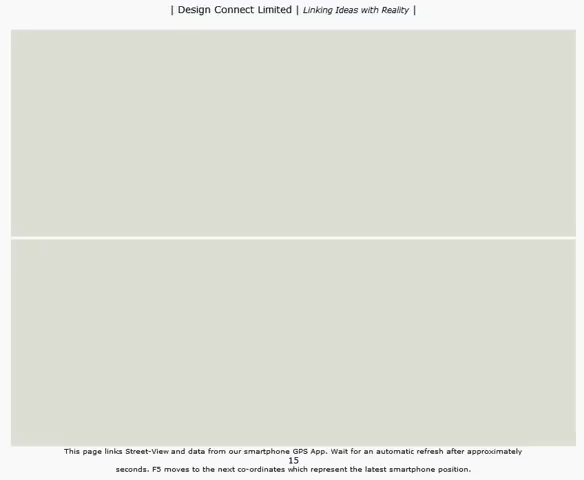 | Design Connect Limited | Linking Ideas with Reality |
This page links Street-View and data from our smartphone GPS App. Wait for an automatic refresh after approximately
15
seconds. F5 moves to the next co-ordinates which represent the latest smartphone position.